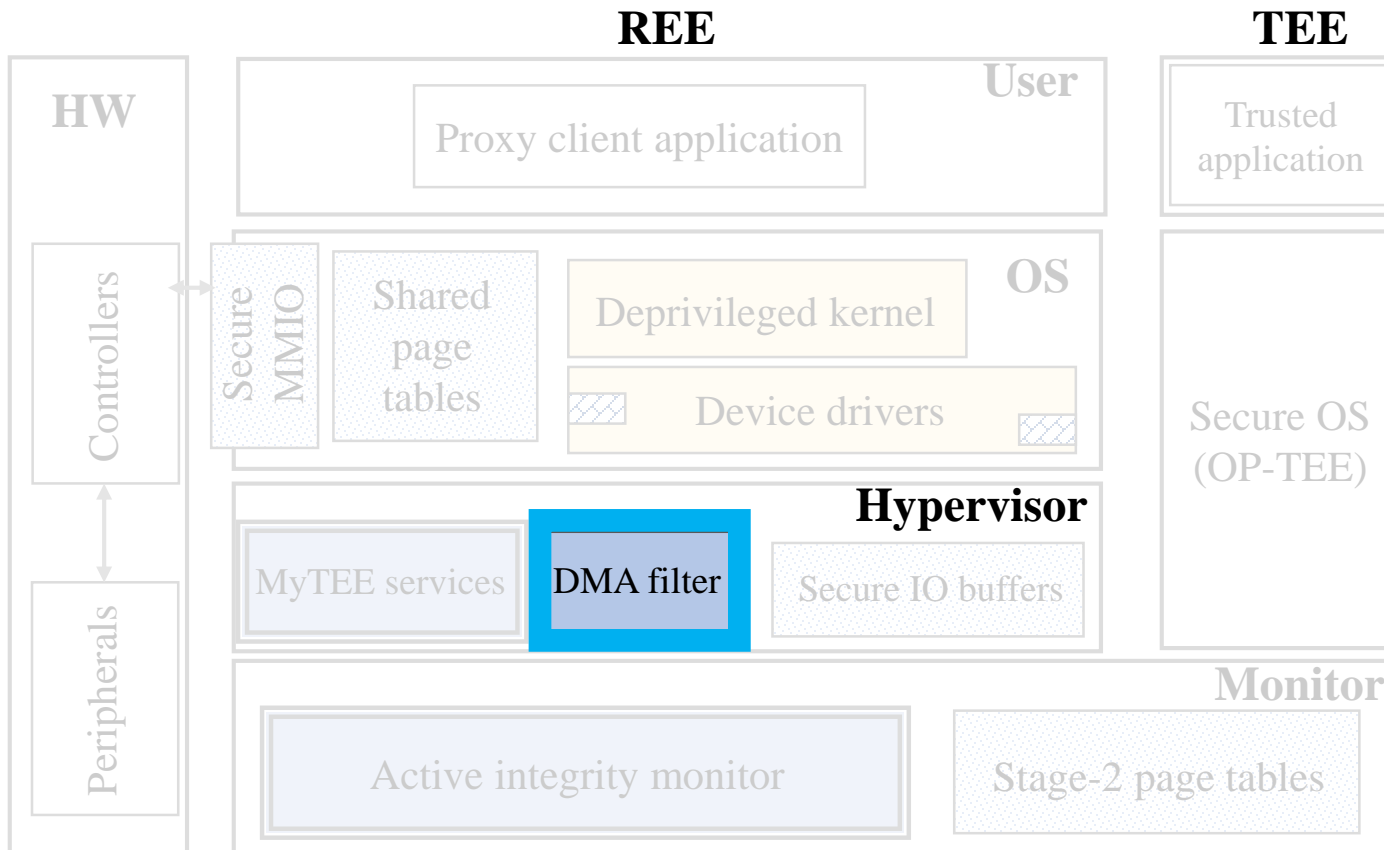 REE
TEE
HW
User
Proxy client application
Trusted
application
Controllers
Secure
MMIO
Shared
page
tables
OS
Deprivileged kernel
Device drivers
Secure OS
(OP-TEE)
Hypervisor
MyTEE services
DMA filter
Secure IO buffers
Peripherals
Monitor
Active integrity monitor
Stage-2 page tables